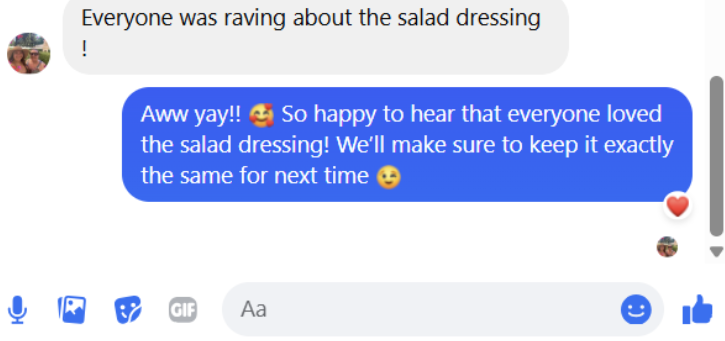 Everyone was raving about the salad dressing
!
Aww yay!! 🥰 So happy to hear that everyone loved
the salad dressing! We’ll make sure to keep it exactly
the same for next time 😉
GIF
Aa